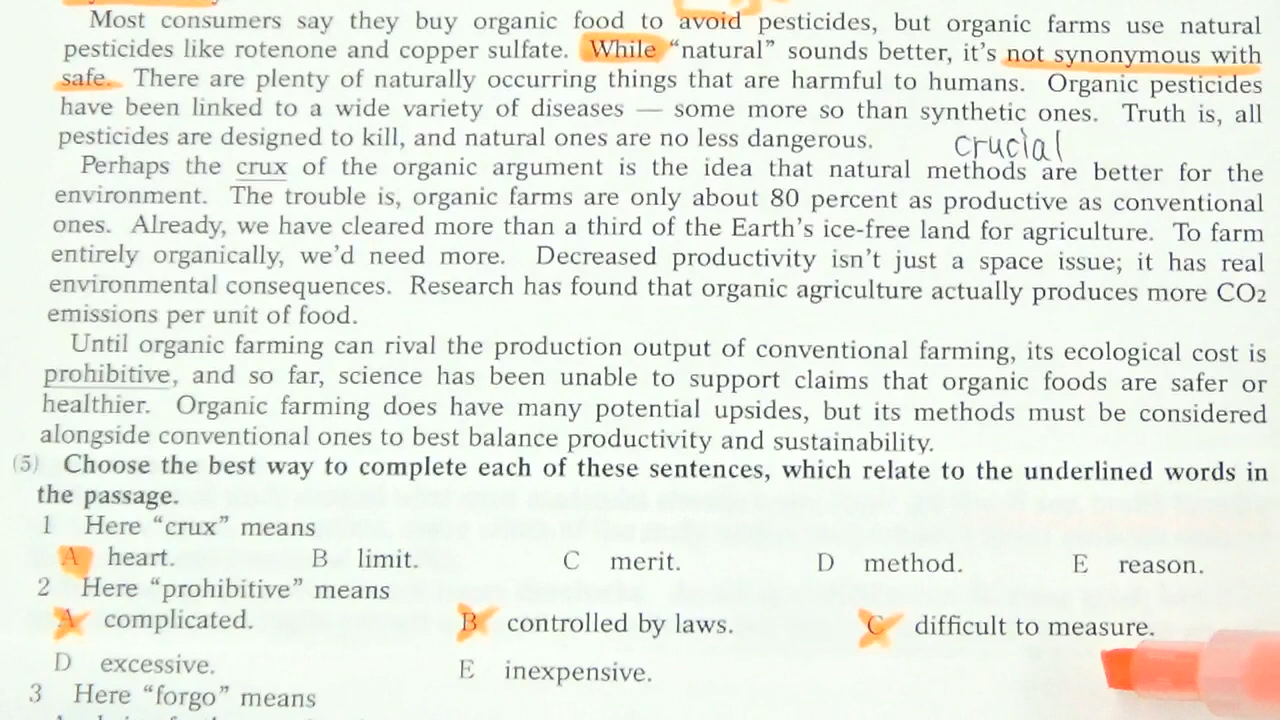 Most consumers say they buy organic food to avoid pesticides, but organic farms use natural
pesticides like rotenone and copper sulfate. While “natural” sounds better, it's not synonymous with
safe. There are plenty of naturally occurring things that are harmful to humans. Organic pesticides
have been linked to a wide variety of diseases — some more so than synthetic ones. Truth is, all
pesticides are designed to kill, and natural ones are no less dangerous.
crucial
Perhaps the crux of the organic argument is the idea that natural methods are better for the
environment. The trouble is, organic farms are only about 80 percent as productive as conventional
ones. Already, we have cleared more than a third of the Earth's ice-free land for agriculture. To farm
entirely organically, we'd need more. Decreased productivity isn't just a space issue; it has real
environmental consequences. Research has found that organic agriculture actually produces more CO2
emissions per unit of food.
Until organic farming can rival the production output of conventional farming, its ecological cost is
prohibitive, and so far, science has been unable to support claims that organic foods are safer or
healthier. Organic farming does have many potential upsides, but its methods must be considered
alongside conventional ones to best balance productivity and sustainability.
(5) Choose the best way to complete each of these sentences, which relate to the underlined words in
the passage.
1 Here “crux” means
A heart. B limit. C merit. D method. E reason.
2 Here “prohibitive” means
A complicated. B controlled by laws. C difficult to measure.
D excessive. E inexpensive.
3 Here “forgo” means